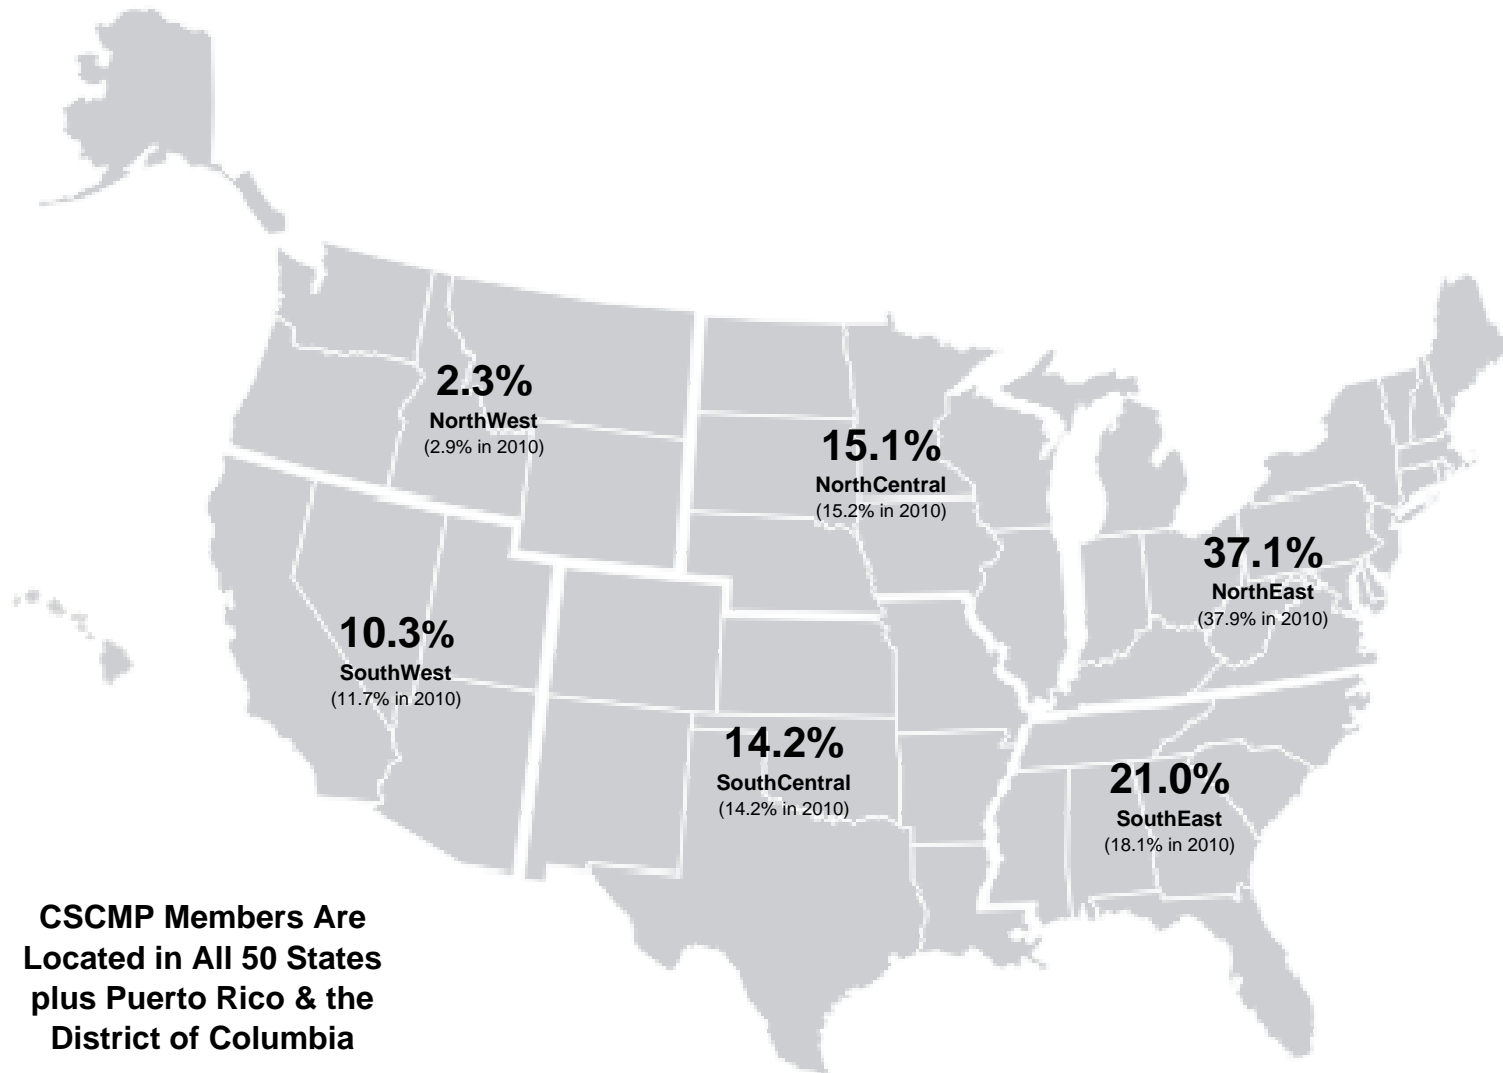 2.3%
NorthWest
(2.9% in 2010)
15.1%
NorthCentral
(15.2% in 2010)
37.1%
NorthEast
(37.9% in 2010)
10.3%
SouthWest
(11.7% in 2010)
14.2%
SouthCentral
(14.2% in 2010)
21.0%
SouthEast
(18.1% in 2010)
CSCMP Members Are
Located in All 50 States
plus Puerto Rico & the
District of Columbia